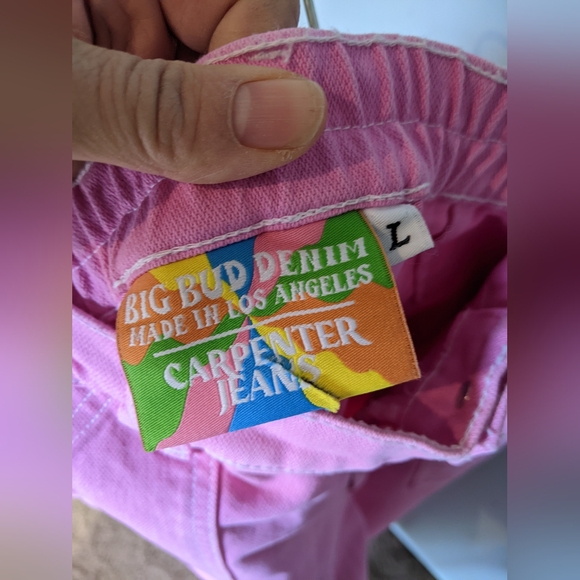 BIG BUD DENIM
MADE IN LOS ANGELES
CARPENTER
JEANS
L